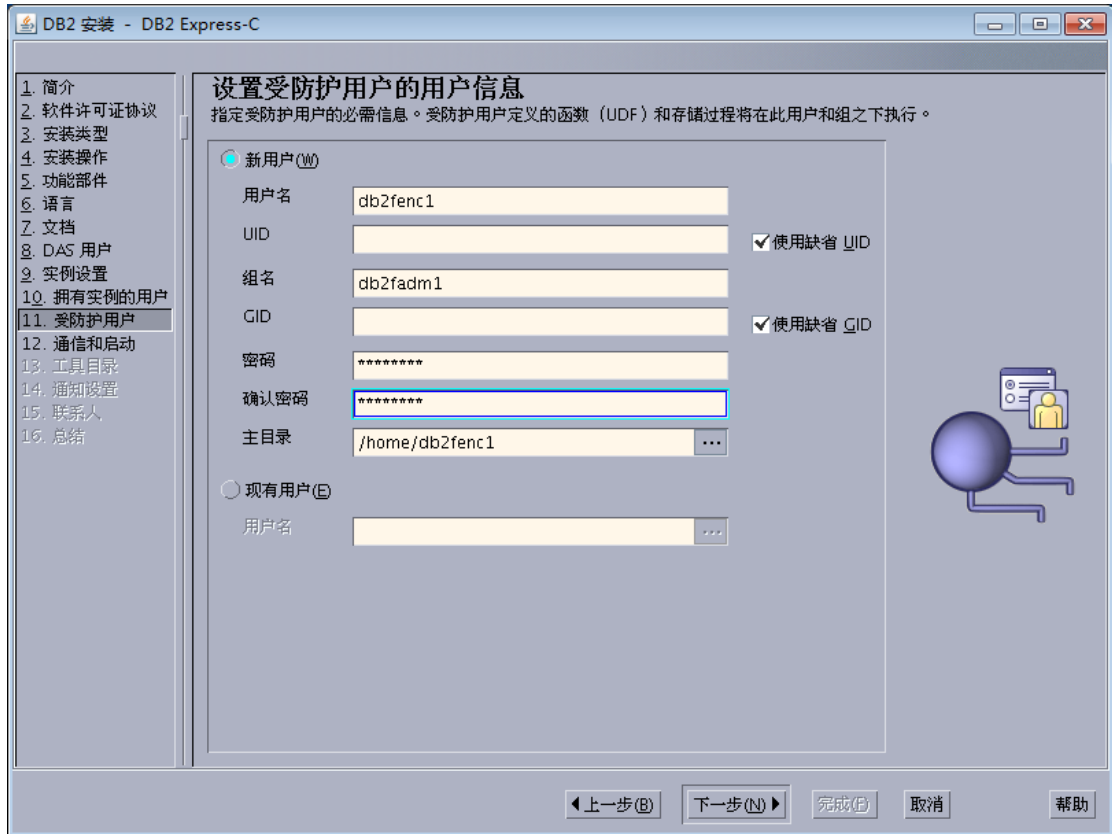 DB2 安装 - DB2 Express-C
1. 简介
2. 软件许可证协议
3. 安装类型
4. 安装操作
5. 功能部件
6. 语言
7. 文档
8. DAS 用户
9. 实例设置
10. 拥有实例的用户
11. 受防护用户
12. 通信和启动
13. 工具目录
14. 通知设置
15. 联系人
16. 总结
设置受防护用户的用户信息
指定受防护用户的必需信息。受防护用户定义的函数（UDF）和存储过程将在此用户和组之下执行。
新用户(W)
用户名 db2fenc1
UID 使用缺省 UID
组名 db2fadm1
GID 使用缺省 GID
密码 ********
确认密码 ********
主目录 /home/db2fenc1 ...
现有用户(E)
用户名 ...
上一步(B) 下一步(N) 完成(F) 取消 帮助